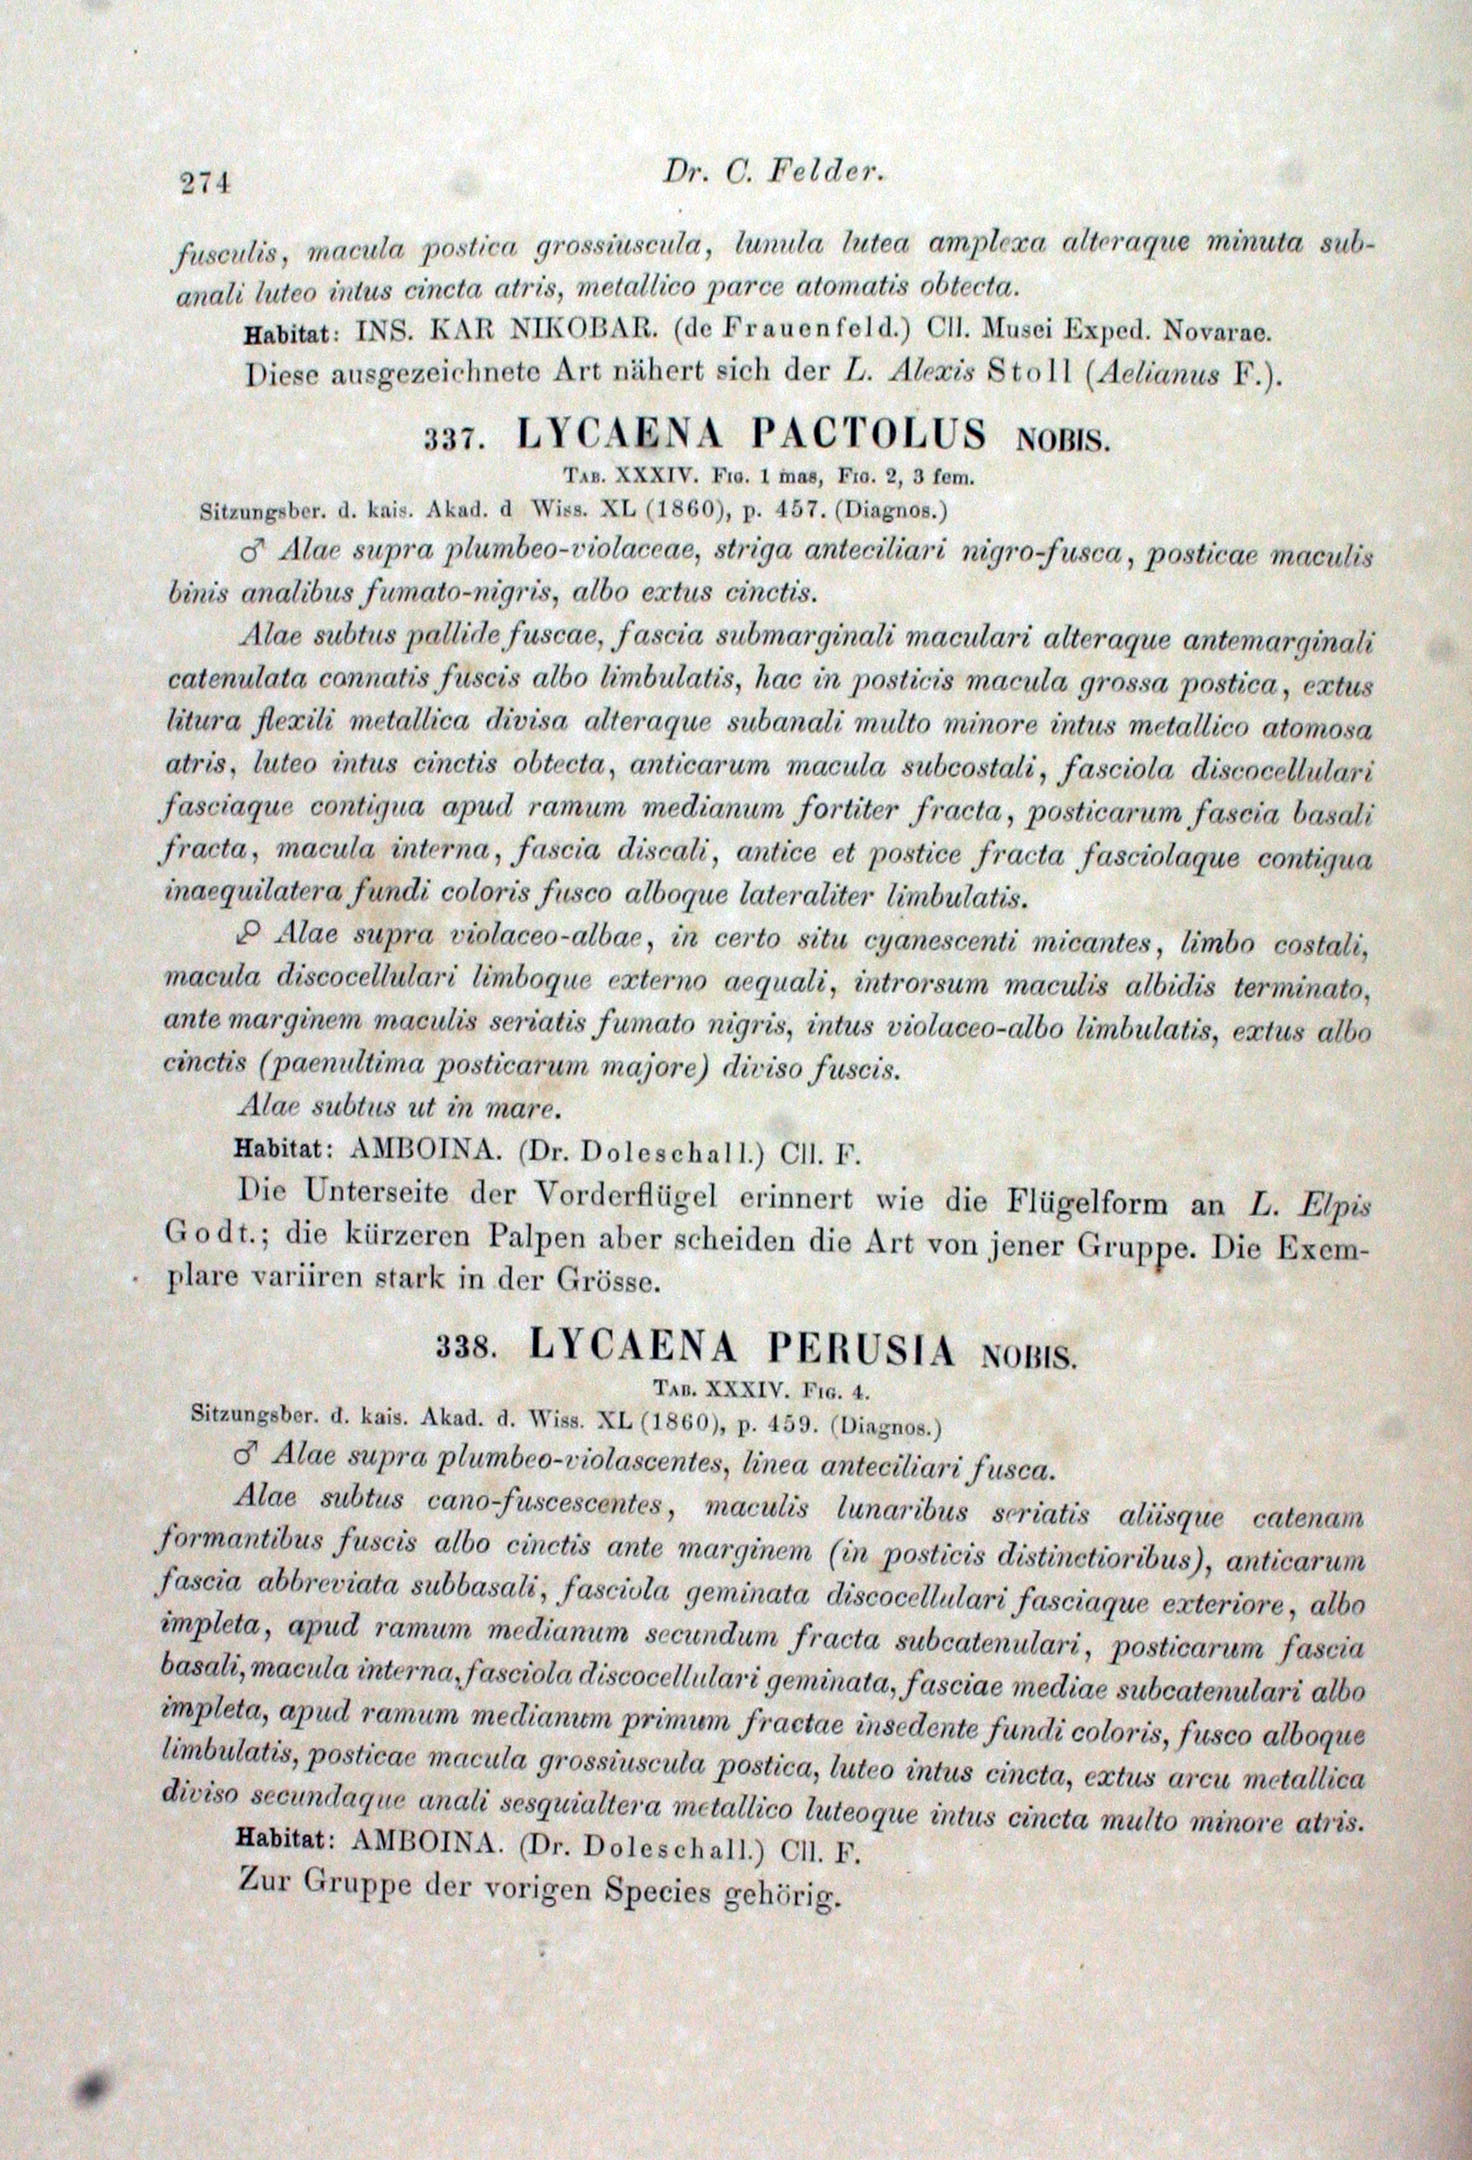 274
Dr. C. Felder.
fusculis, macula postica grossiuscula, lunula lutea amplexa alteraque minuta sub-
anali luteo intus cincta atris, metallico parce atomatis obtecta.
Habitat: INS. KAR NIKOBAR. (de Frauenfeld.) Cll. Musei Exped. Novarae.
Diese ausgezeichnete Art nähert sich der L. Alexis Stoll (Aelianus F.).
337. LYCAENA PACTOLUS NOBIS.
TAB. XXXIV. FIG. 1 mas, FIG. 2, 3 fem.
Sitzungsber. d. kais. Akad. d Wiss. XL (1860), p. 457. (Diagnos.)
♂ Alae supra plumbeo-violaceae, striga anteciliari nigro-fusca, posticae maculis
binis analibus fumato-nigris, albo extus cinctis.
Alae subtus pallide fuscae, fascia submarginali maculari alteraque antemarginali
catenulata connatis fuscis albo limbulatis, hac in posticis macula grossa postica, extus
litura flexili metallica divisa alteraque subanali multo minore intus metallico atomosa
atris, luteo intus cinctis obtecta, anticarum macula subcostali, fasciola discocellulari
fasciaque contigua apud ramum medianum fortiter fracta, posticarum fascia basali
fracta, macula interna, fascia discali, antice et postice fracta fasciolaque contigua
inaequilatera fundi coloris fusco alboque lateraliter limbulatis.
♀ Alae supra violaceo-albae, in certo situ cyanescenti micantes, limbo costali,
macula discocellulari limboque externo aequali, introrsum maculis albidis terminato,
ante marginem maculis seriatis fumato nigris, intus violaceo-albo limbulatis, extus albo
cinctis (paenultima posticarum majore) diviso fuscis.
Alae subtus ut in mare.
Habitat: AMBOINA. (Dr. Doleschall.) Cll. F.
Die Unterseite der Vorderflügel erinnert wie die Flügelform an L. Elpis
Godt.; die kürzeren Palpen aber scheiden die Art von jener Gruppe. Die Exem-
plare variiren stark in der Grösse.
338. LYCAENA PERUSIA NOBIS.
TAB. XXXIV. FIG. 4.
Sitzungsber. d. kais. Akad. d. Wiss. XL (1860), p. 459. (Diagnos.)
♂ Alae supra plumbeo-violascentes, linea anteciliari fusca.
Alae subtus cano-fuscescentes, maculis lunaribus seriatis aliisque catenam
formantibus fuscis albo cinctis ante marginem (in posticis distinctioribus), anticarum
fascia abbreviata subbasali, fasciola geminata discocellulari fasciaque exteriore, albo
impleta, apud ramum medianum secundum fracta subcatenulari, posticarum fascia
basali, macula interna, fasciola discocellulari geminata, fasciae mediae subcatenulari albo
impleta, apud ramum medianum primum fractae insedente fundi coloris, fusco alboque
limbulatis, posticae macula grossiuscula postica, luteo intus cincta, extus arcu metallica
diviso secundaque anali sesquialtera metallico luteoque intus cincta multo minore atris.
Habitat: AMBOINA. (Dr. Doleschall.) Cll. F.
Zur Gruppe der vorigen Species gehörig.